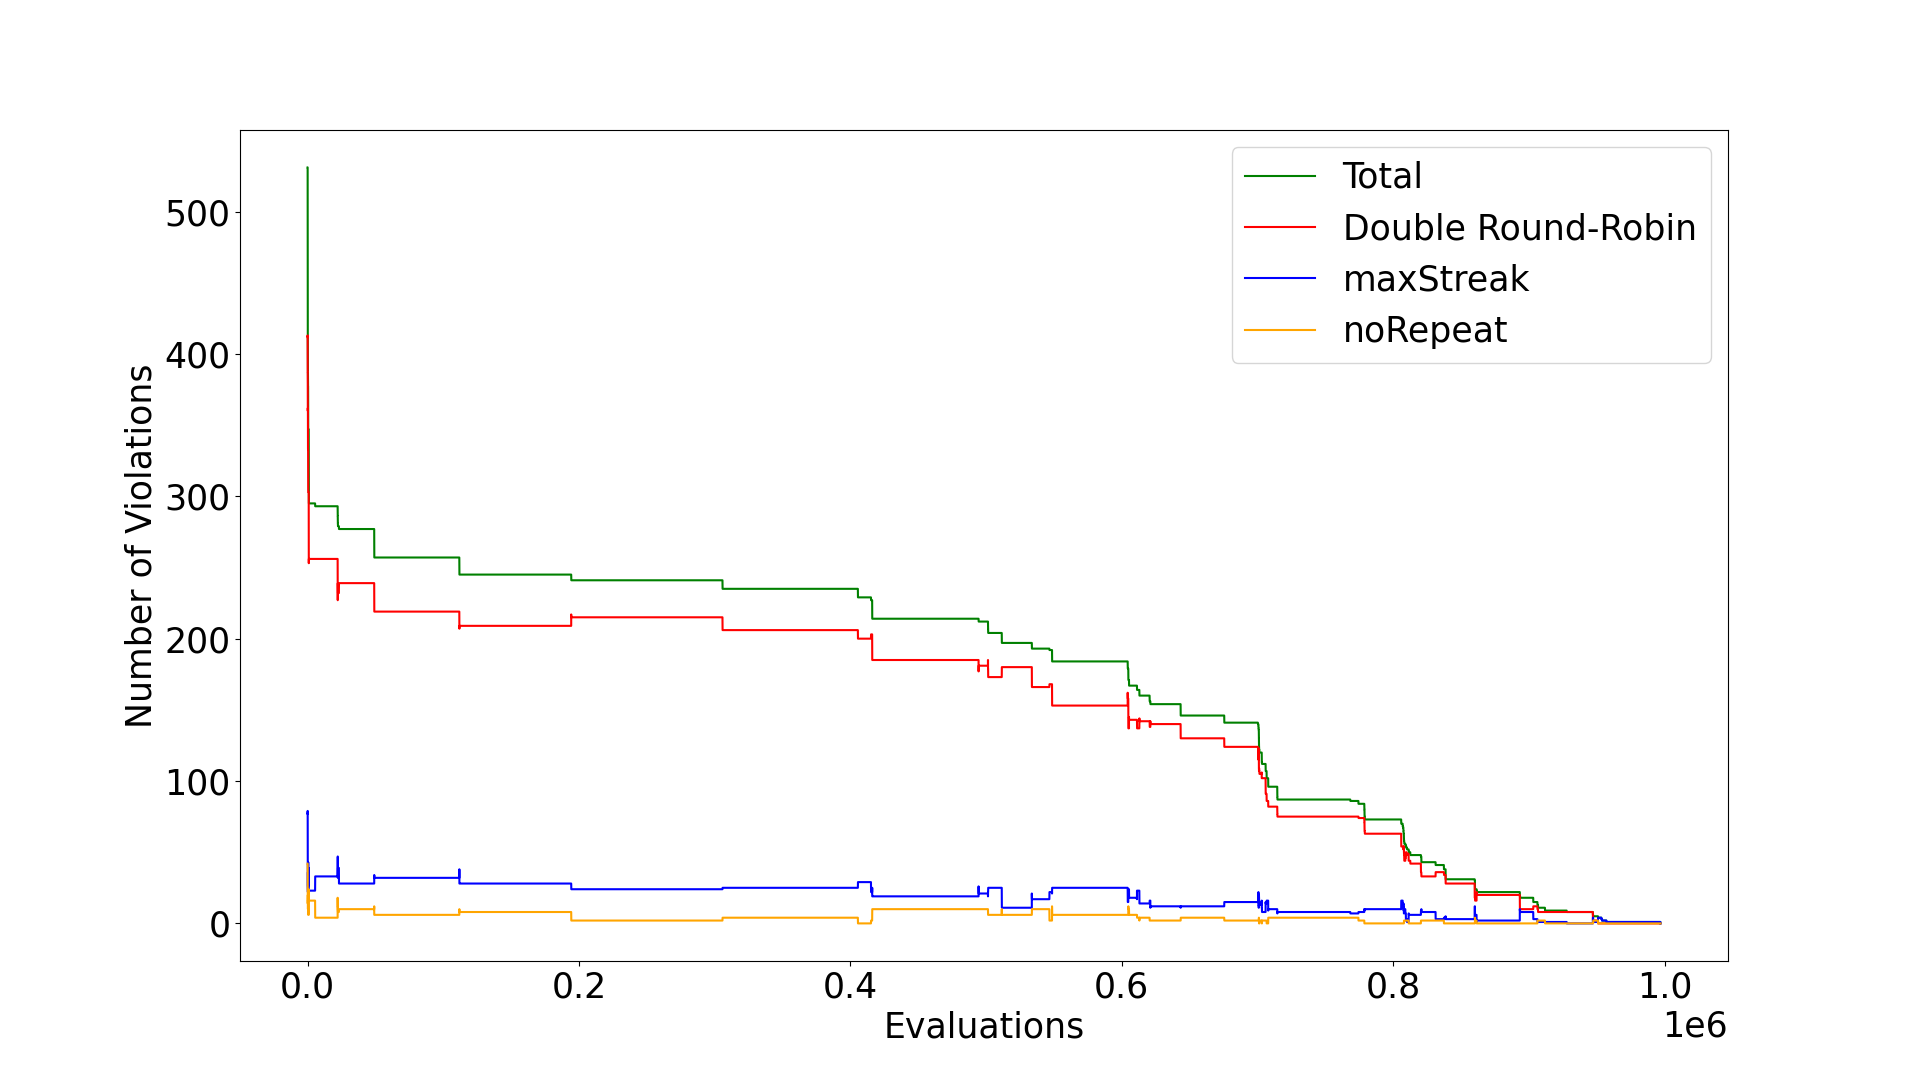 Total
Double Round-Robin
maxStreak
noRepeat
500
400
300
200
100
0
Number of Violations
0.0 0.2 0.4 0.6 0.8 1.0
Evaluations
1e6